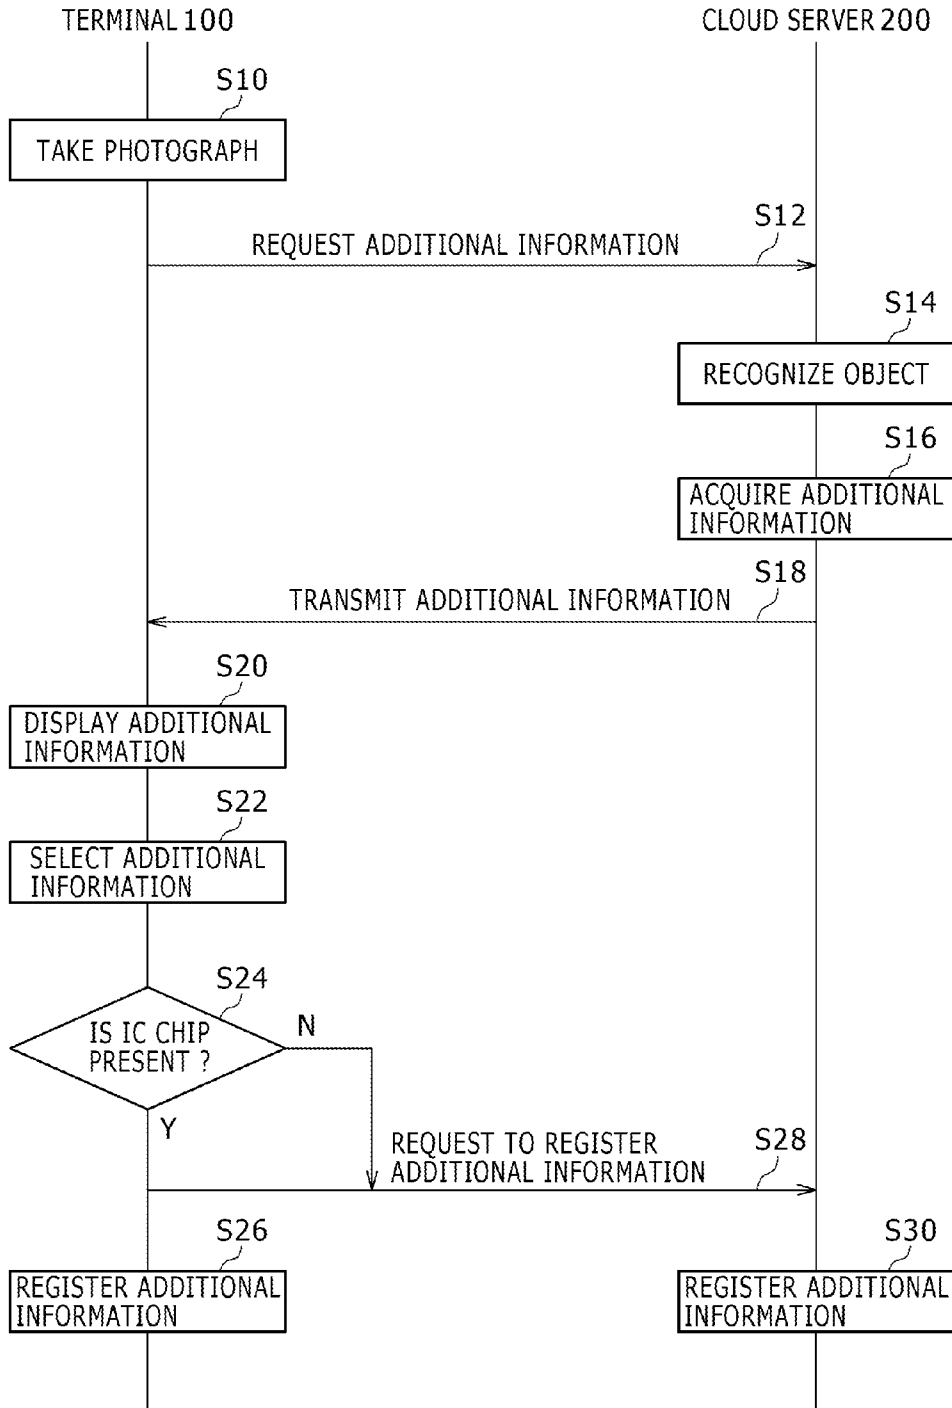 TERMINAL 100
CLOUD SERVER 200
S10
TAKE PHOTOGRAPH
S12
REQUEST ADDITIONAL INFORMATION
S14
RECOGNIZE OBJECT
S16
ACQUIRE ADDITIONAL
INFORMATION
S18
TRANSMIT ADDITIONAL INFORMATION
S20
DISPLAY ADDITIONAL
INFORMATION
S22
SELECT ADDITIONAL
INFORMATION
S24
IS IC CHIP
PRESENT ?
N
Y
REQUEST TO REGISTER
ADDITIONAL INFORMATION
S28
S26
REGISTER ADDITIONAL
INFORMATION
S30
REGISTER ADDITIONAL
INFORMATION